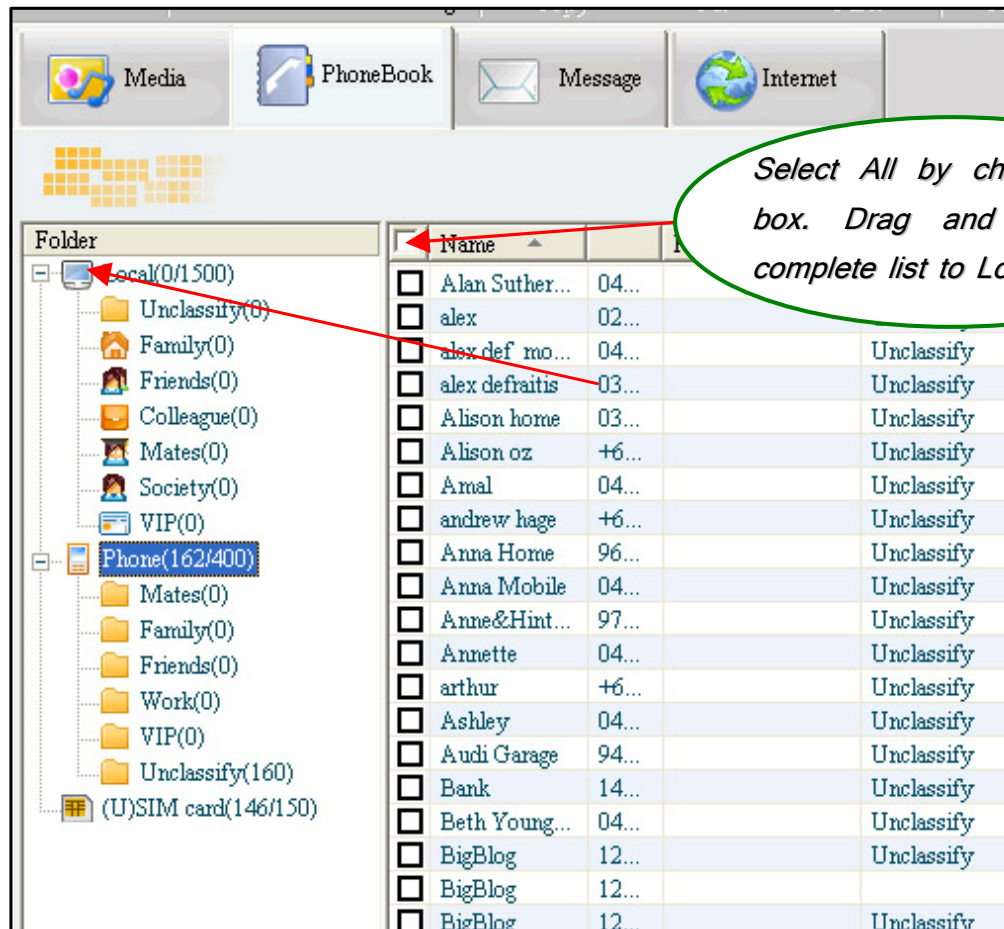 Media PhoneBook Message Internet
Select All by ch
box. Drag and
complete list to Lo
Folder
Local(0/1500)
Unclassify(0)
Family(0)
Friends(0)
Colleague(0)
Mates(0)
Society(0)
VIP(0)
Phone(162/400)
Mates(0)
Family(0)
Friends(0)
Work(0)
VIP(0)
Unclassify(160)
(U)SIM card(146/150)
Name
Alan Suther... 04...
alex 02...
alex def mo... 04... Unclassify
alex defraitis 03... Unclassify
Alison home 03... Unclassify
Alison oz +6... Unclassify
Amal 04... Unclassify
andrew hage +6... Unclassify
Anna Home 96... Unclassify
Anna Mobile 04... Unclassify
Anne&Hint... 97... Unclassify
Annette 04... Unclassify
arthur +6... Unclassify
Ashley 04... Unclassify
Audi Garage 94... Unclassify
Bank 14... Unclassify
Beth Young... 04... Unclassify
BigBlog 12... Unclassify
BigBlog 12...
BigBlog 12... Unclassify